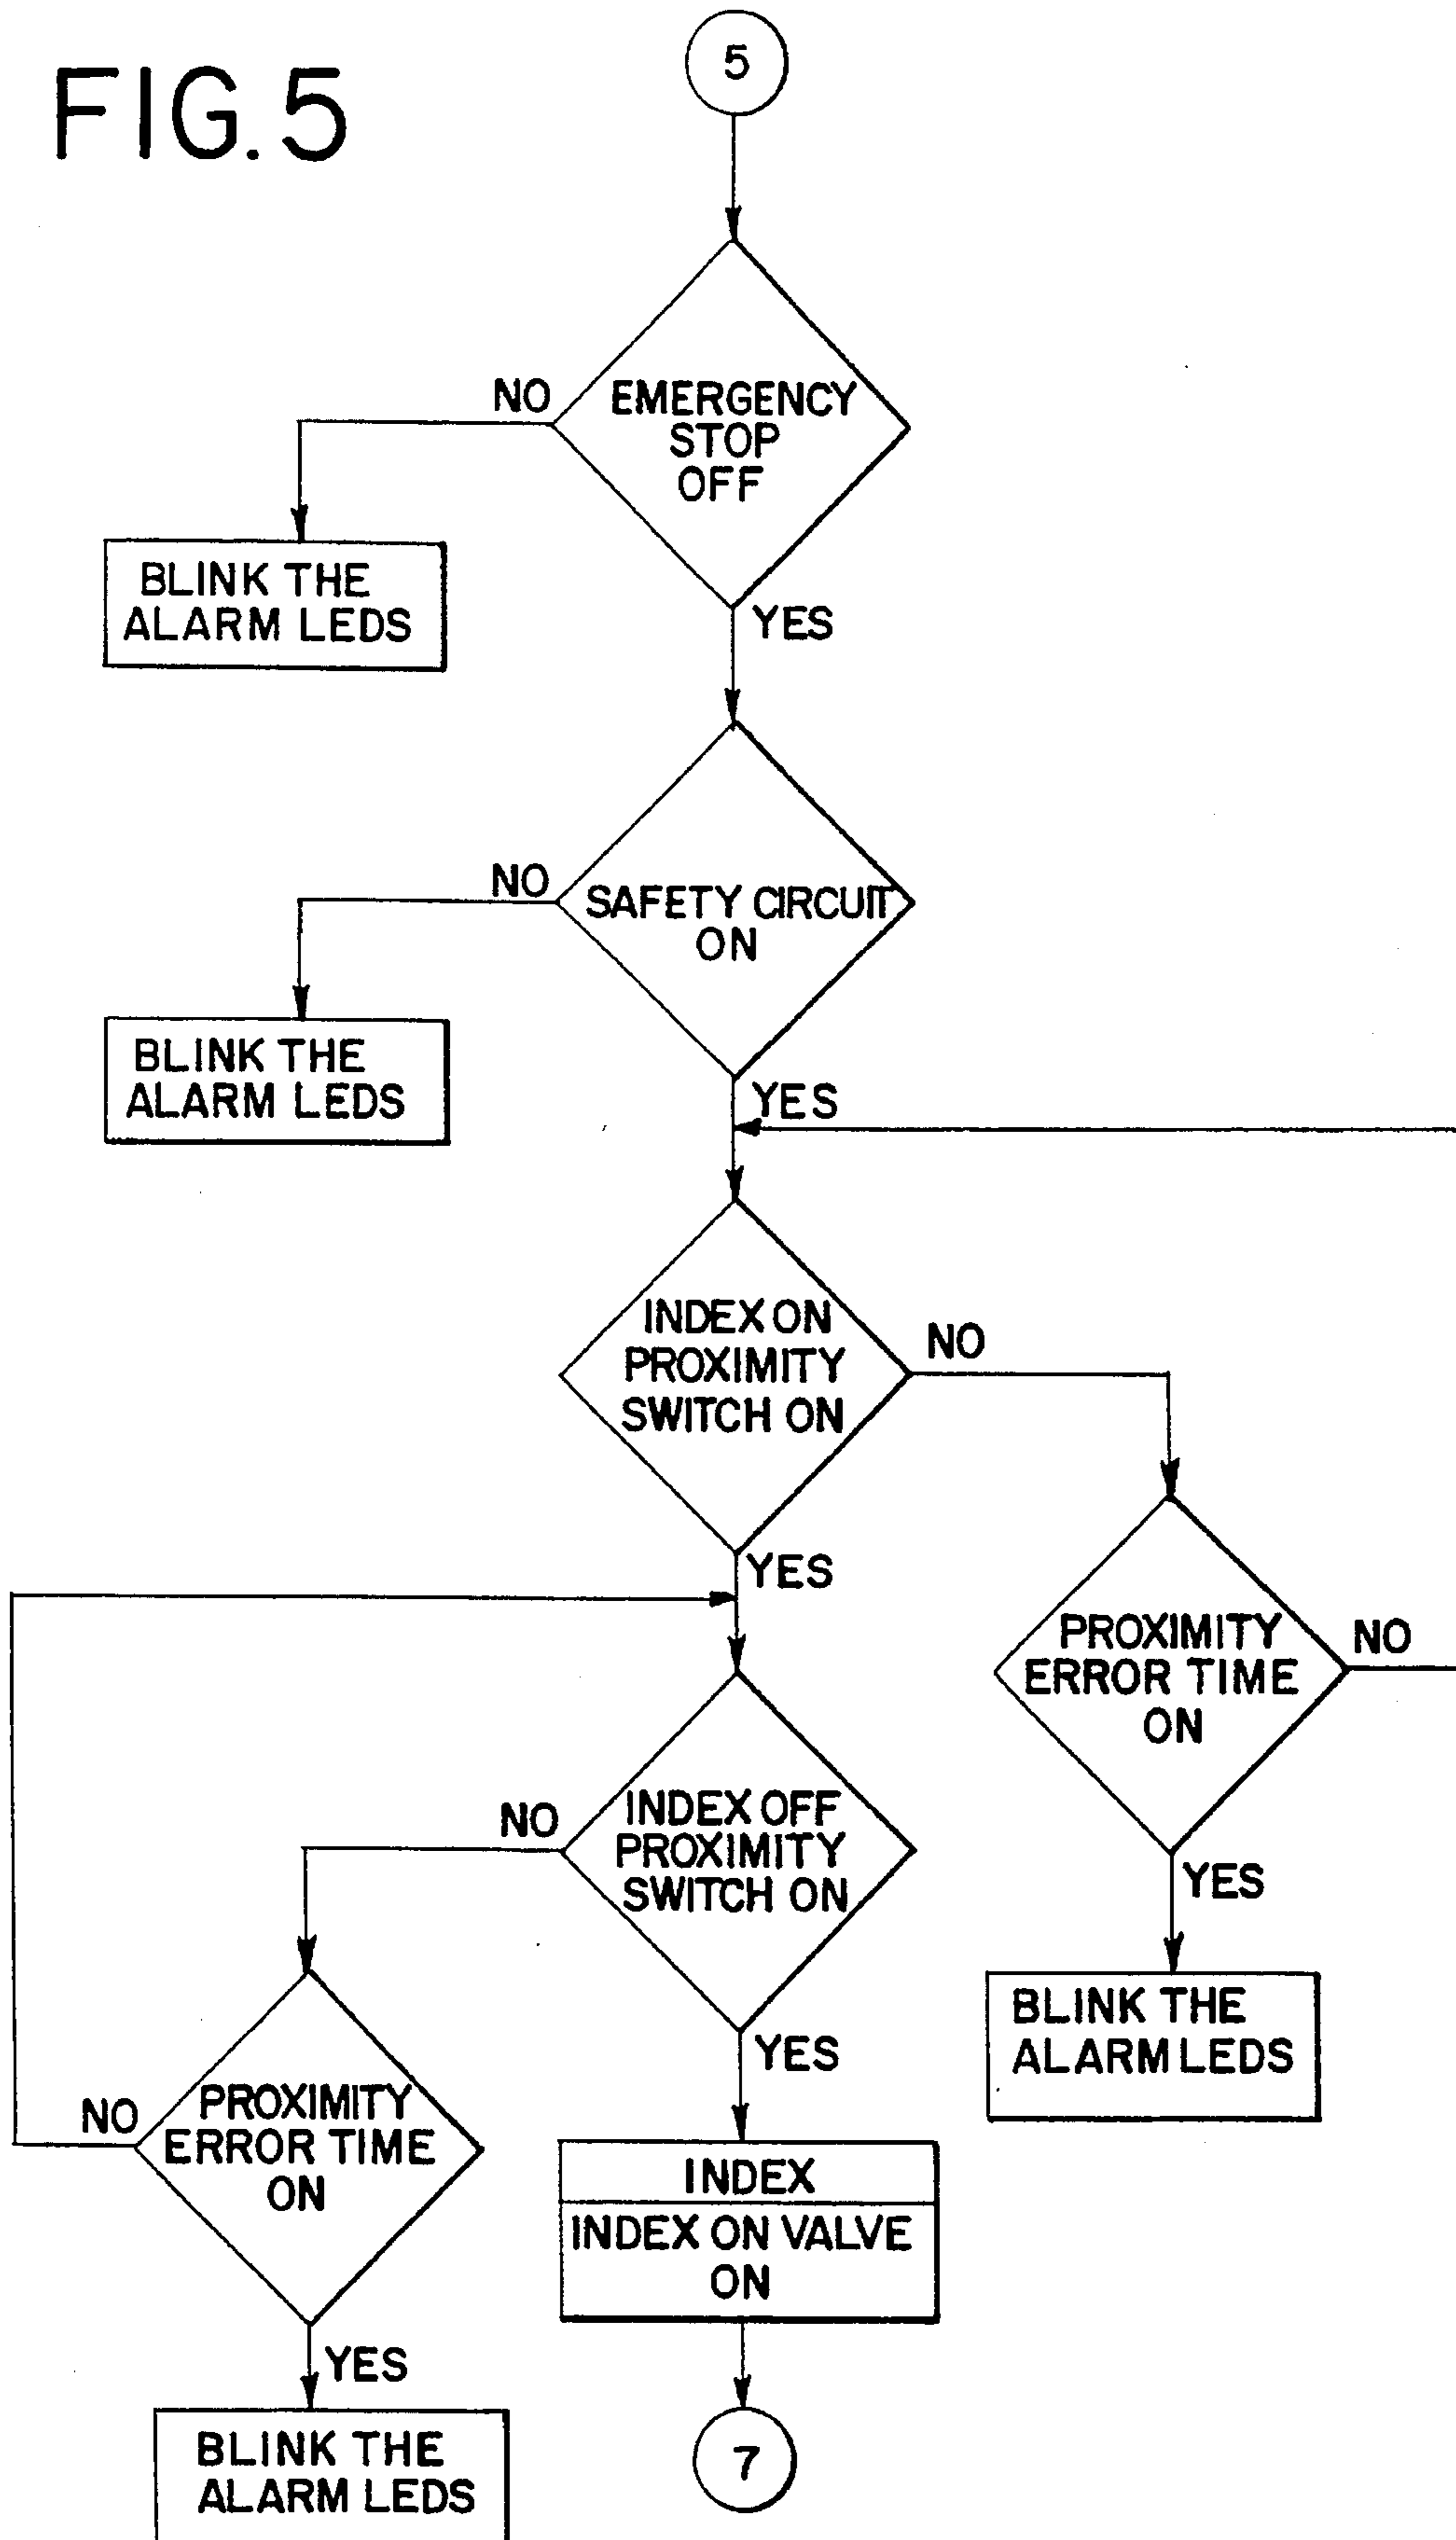 FIG. 5
5
NO
EMERGENCY
STOP
OFF
BLINK THE
ALARM LEDS
YES
NO
SAFETY CIRCUIT
ON
BLINK THE
ALARM LEDS
YES
INDEX ON
PROXIMITY
SWITCH ON
NO
YES
PROXIMITY
ERROR TIME
ON
NO
NO
INDEX OFF
PROXIMITY
SWITCH ON
YES
BLINK THE
ALARM LEDS
YES
NO
PROXIMITY
ERROR TIME
ON
INDEX
INDEX ON VALVE
ON
YES
BLINK THE
ALARM LEDS
7